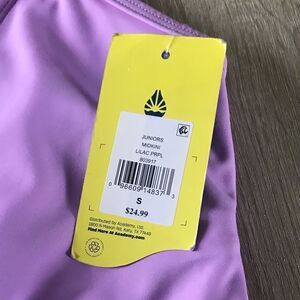 JUNIORS
MIDKINI
LILAC PRPL
803917
0 96609 14837 3
S
$24.99
Distributed by Academy, Ltd.
1800 N Mason Rd, Katy, TX 77449
Find More At Academy.com